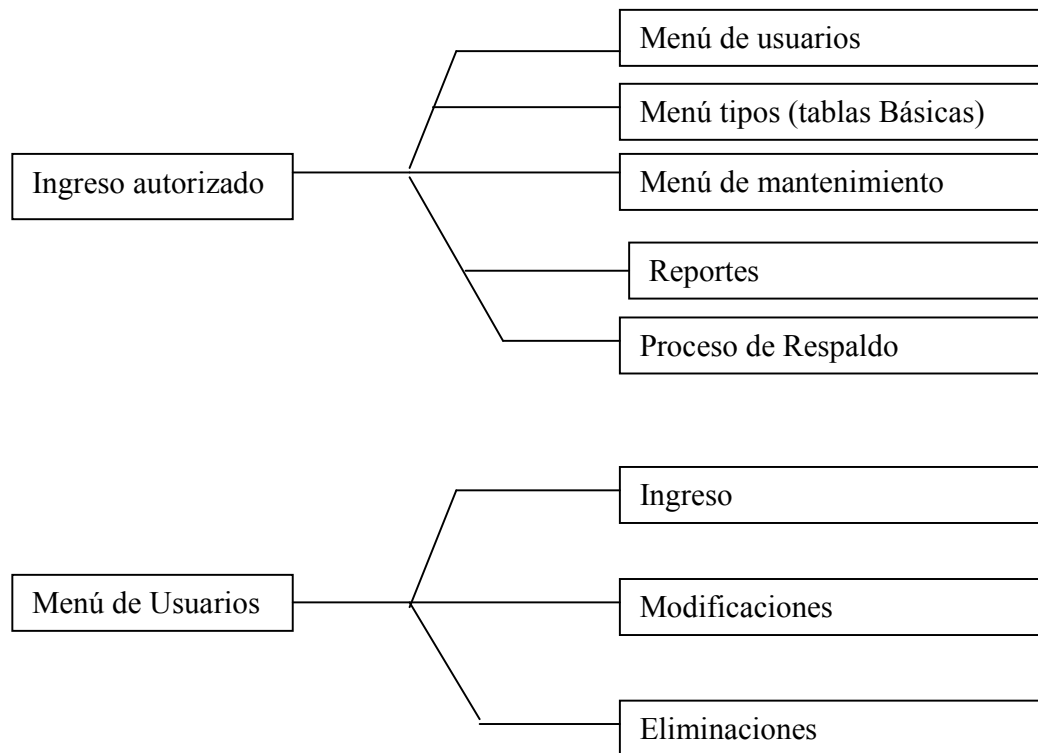 Menú de usuarios
Menú tipos (tablas Básicas)
Ingreso autorizado
Menú de mantenimiento
Reportes
Proceso de Respaldo
Ingreso
Menú de Usuarios
Modificaciones
Eliminaciones